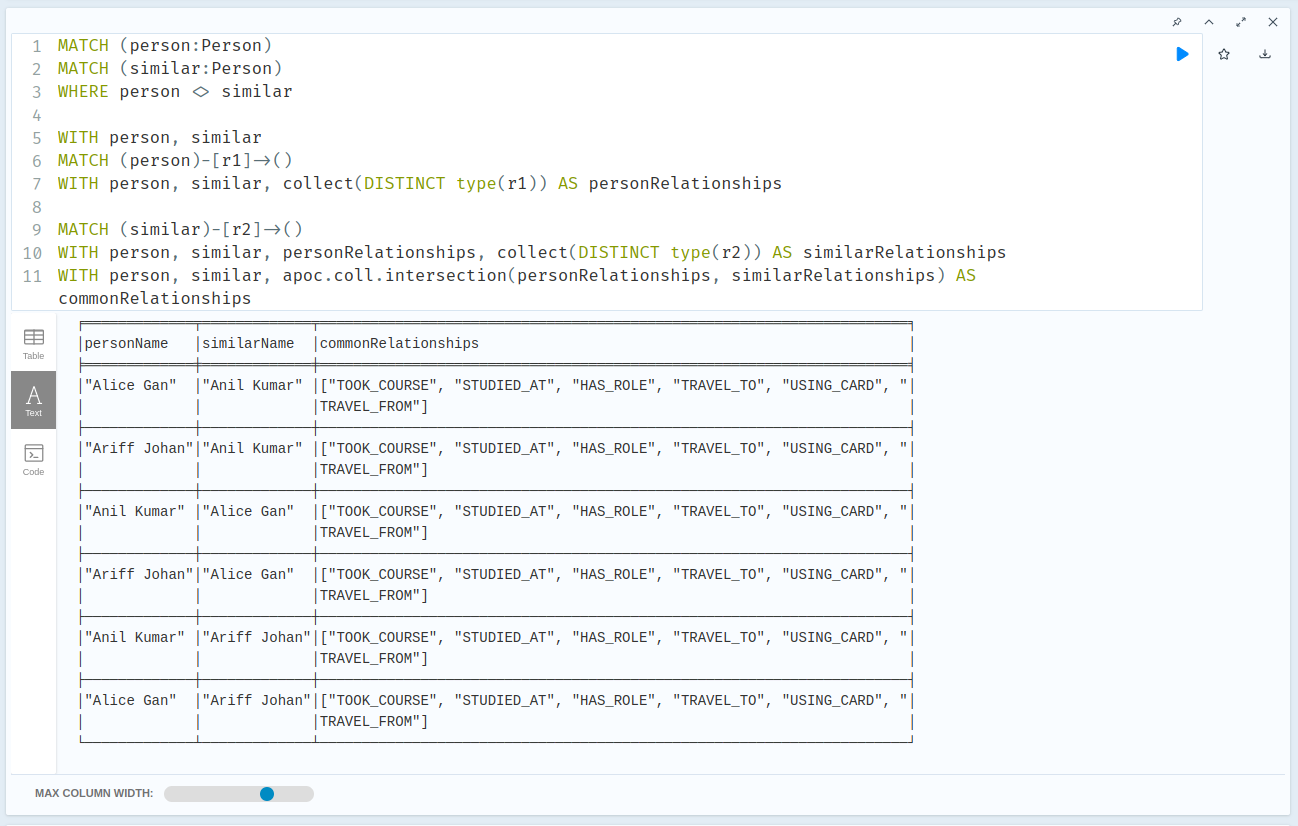 1 MATCH (person:Person)
2 MATCH (similar:Person)
3 WHERE person <> similar
4
5 WITH person, similar
6 MATCH (person)-[r1]->()
7 WITH person, similar, collect(DISTINCT type(r1)) AS personRelationships
8
9 MATCH (similar)-[r2]->()
10 WITH person, similar, personRelationships, collect(DISTINCT type(r2)) AS similarRelationships
11 WITH person, similar, apoc.coll.intersection(personRelationships, similarRelationships) AS
commonRelationships
Table
Text
Code
personName similarName commonRelationships
"Alice Gan" "Anil Kumar" ["TOOK_COURSE", "STUDIED_AT", "HAS_ROLE", "TRAVEL_TO", "USING_CARD", "
TRAVEL_FROM"]
"Ariff Johan" "Anil Kumar" ["TOOK_COURSE", "STUDIED_AT", "HAS_ROLE", "TRAVEL_TO", "USING_CARD", "
TRAVEL_FROM"]
"Anil Kumar" "Alice Gan" ["TOOK_COURSE", "STUDIED_AT", "HAS_ROLE", "TRAVEL_TO", "USING_CARD", "
TRAVEL_FROM"]
"Ariff Johan" "Alice Gan" ["TOOK_COURSE", "STUDIED_AT", "HAS_ROLE", "TRAVEL_TO", "USING_CARD", "
TRAVEL_FROM"]
"Anil Kumar" "Ariff Johan" ["TOOK_COURSE", "STUDIED_AT", "HAS_ROLE", "TRAVEL_TO", "USING_CARD", "
TRAVEL_FROM"]
"Alice Gan" "Ariff Johan" ["TOOK_COURSE", "STUDIED_AT", "HAS_ROLE", "TRAVEL_TO", "USING_CARD", "
TRAVEL_FROM"]
MAX COLUMN WIDTH: